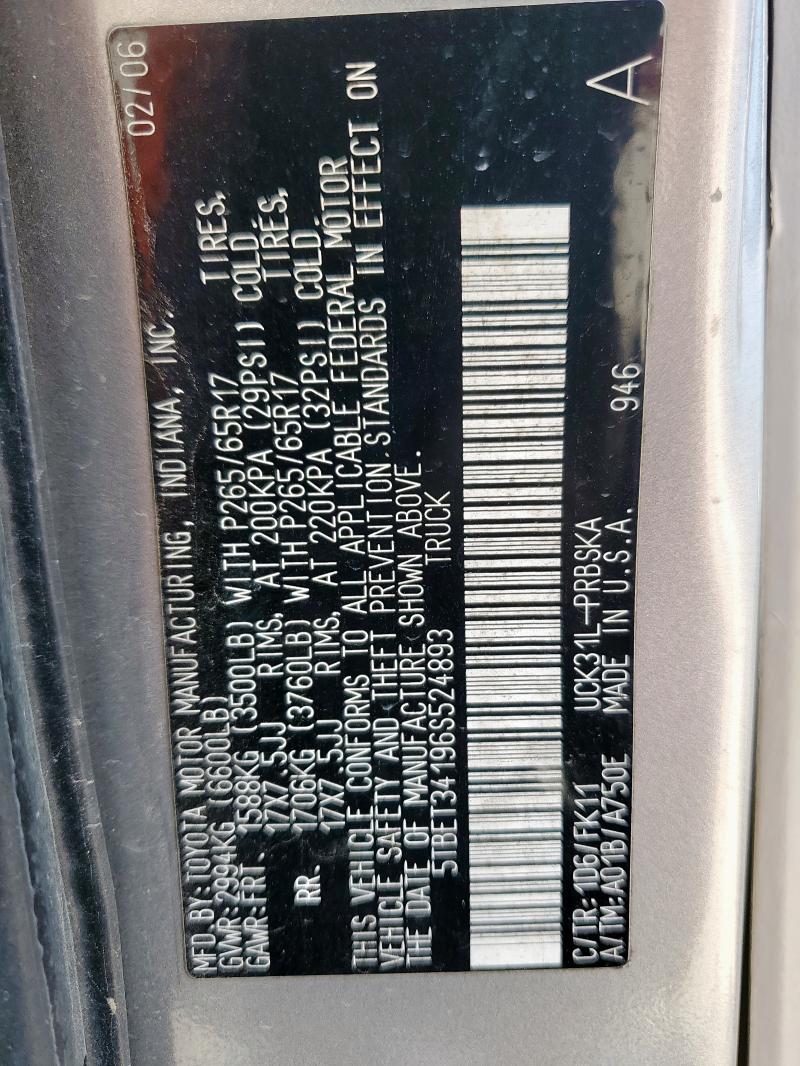 MFD. BY: TOYOTA MOTOR MANUFACTURING, INDIANA, INC. 02/06
GVWR: 2994KG (6600LB)
GAWR: FRT. 1588KG (3500LB) WITH P265/65R17 TIRES,
17X7.5JJ RIMS, AT 200KPA (29PSI) COLD
RR. 1706KG (3760LB) WITH P265/65R17 TIRES,
17X7.5JJ RIMS, AT 220KPA (32PSI) COLD
THIS VEHICLE CONFORMS TO ALL APPLICABLE FEDERAL MOTOR
VEHICLE SAFETY AND THEFT PREVENTION STANDARDS IN EFFECT ON
THE DATE OF MANUFACTURE SHOWN ABOVE.
5TBET34196S524893 TRUCK
C/TR: 1D6/FK11 UCK31L-PRBSKA A
A/TM: A01B/A750E MADE IN U.S.A. 946